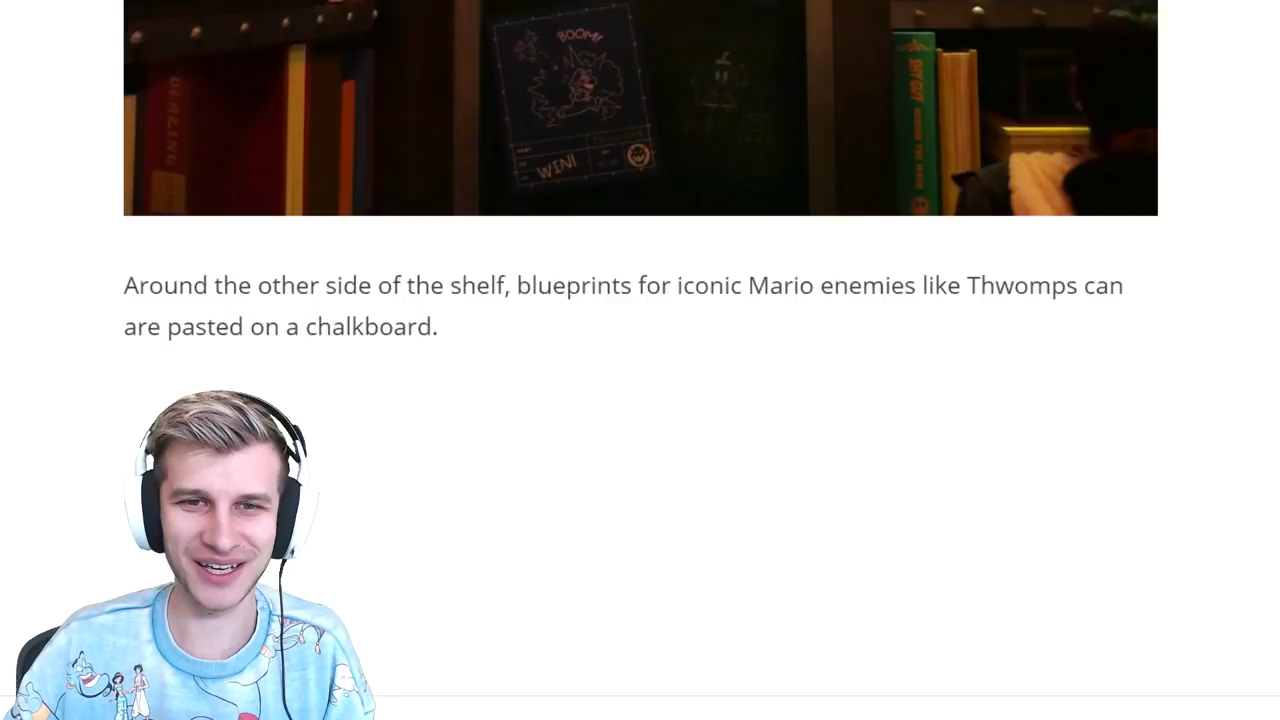 BOOM!
WIN!
Around the other side of the shelf, blueprints for iconic Mario enemies like Thwomps can
are pasted on a chalkboard.